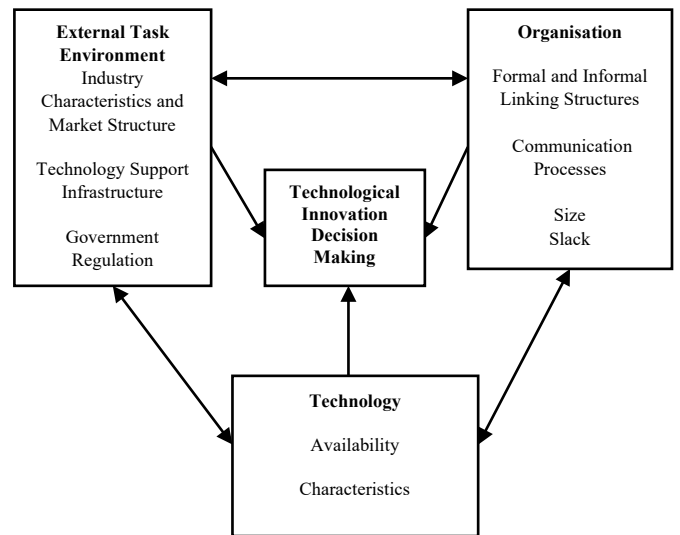 External Task
Environment
Industry
Characteristics and
Market Structure
Technology Support
Infrastructure
Government
Regulation
Organisation
Formal and Informal
Linking Structures
Communication
Processes
Size
Slack
Technological
Innovation
Decision
Making
Technology
Availability
Characteristics